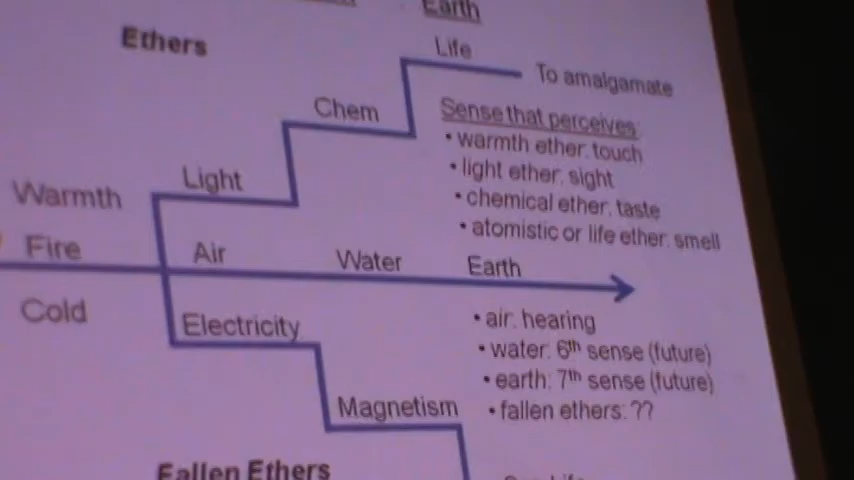 Earth
Ethers
Life
To amalgamate
Chem
Sense that perceives:
• warmth ether: touch
• light ether: sight
• chemical ether: taste
• atomistic or life ether: smell
Light
Warmth
Fire
Air
Water
Earth
Cold
Electricity
• air: hearing
• water: 6th sense (future)
• earth: 7th sense (future)
• fallen ethers: ??
Magnetism
Fallen Ethers